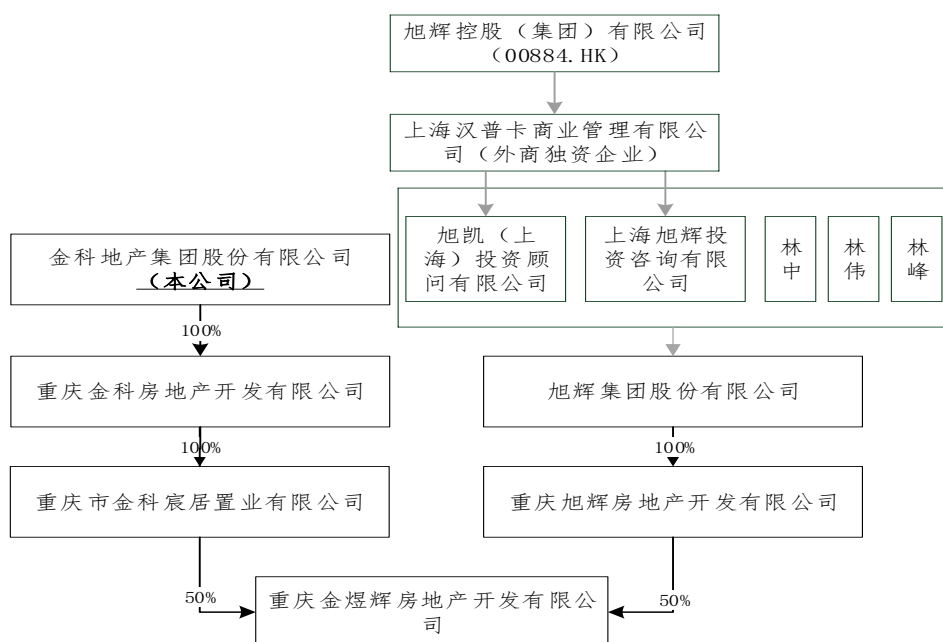 旭辉控股（集团）有限公司
（00884.HK）
上海汉普卡商业管理有限公
司（外商独资企业）
旭凯（上
海）投资顾
问有限公司
上海旭辉投
资咨询有限
公司
林
中
林
伟
林
峰
金科地产集团股份有限公司
（本公司）
100%
重庆金科房地产开发有限公司
旭辉集团股份有限公司
100%
100%
重庆市金科宸居置业有限公司
重庆旭辉房地产开发有限公司
50%
50%
重庆金煜辉房地产开发有限公
司